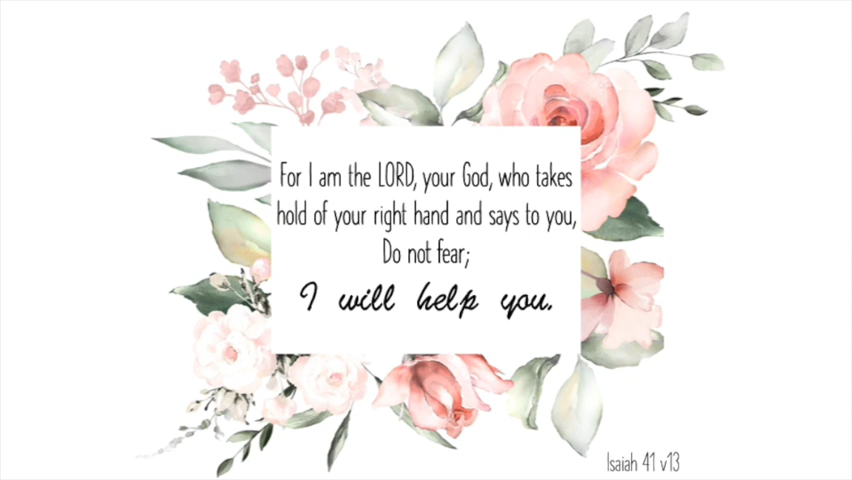 For I am the LORD, your God, who takes
hold of your right hand and says to you,
Do not fear;
I will help you.
Isaiah 41 v13